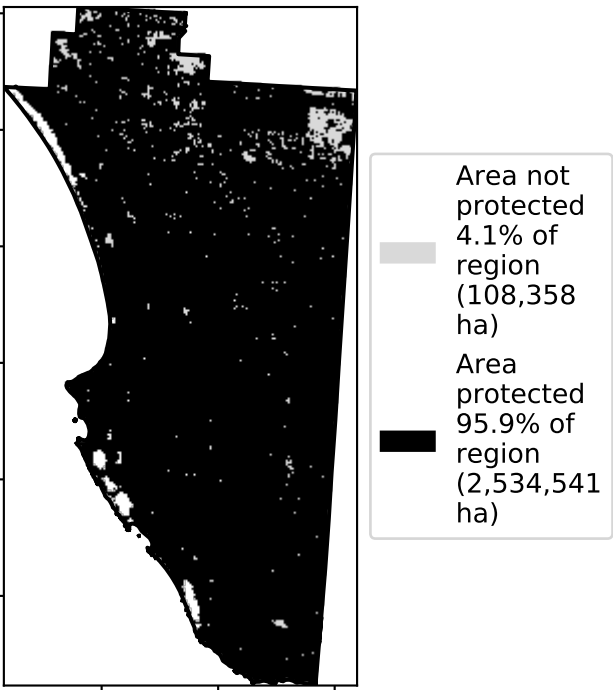 Area not
protected
4.1% of
region
(108,358
ha)
Area
protected
95.9% of
region
(2,534,541
ha)